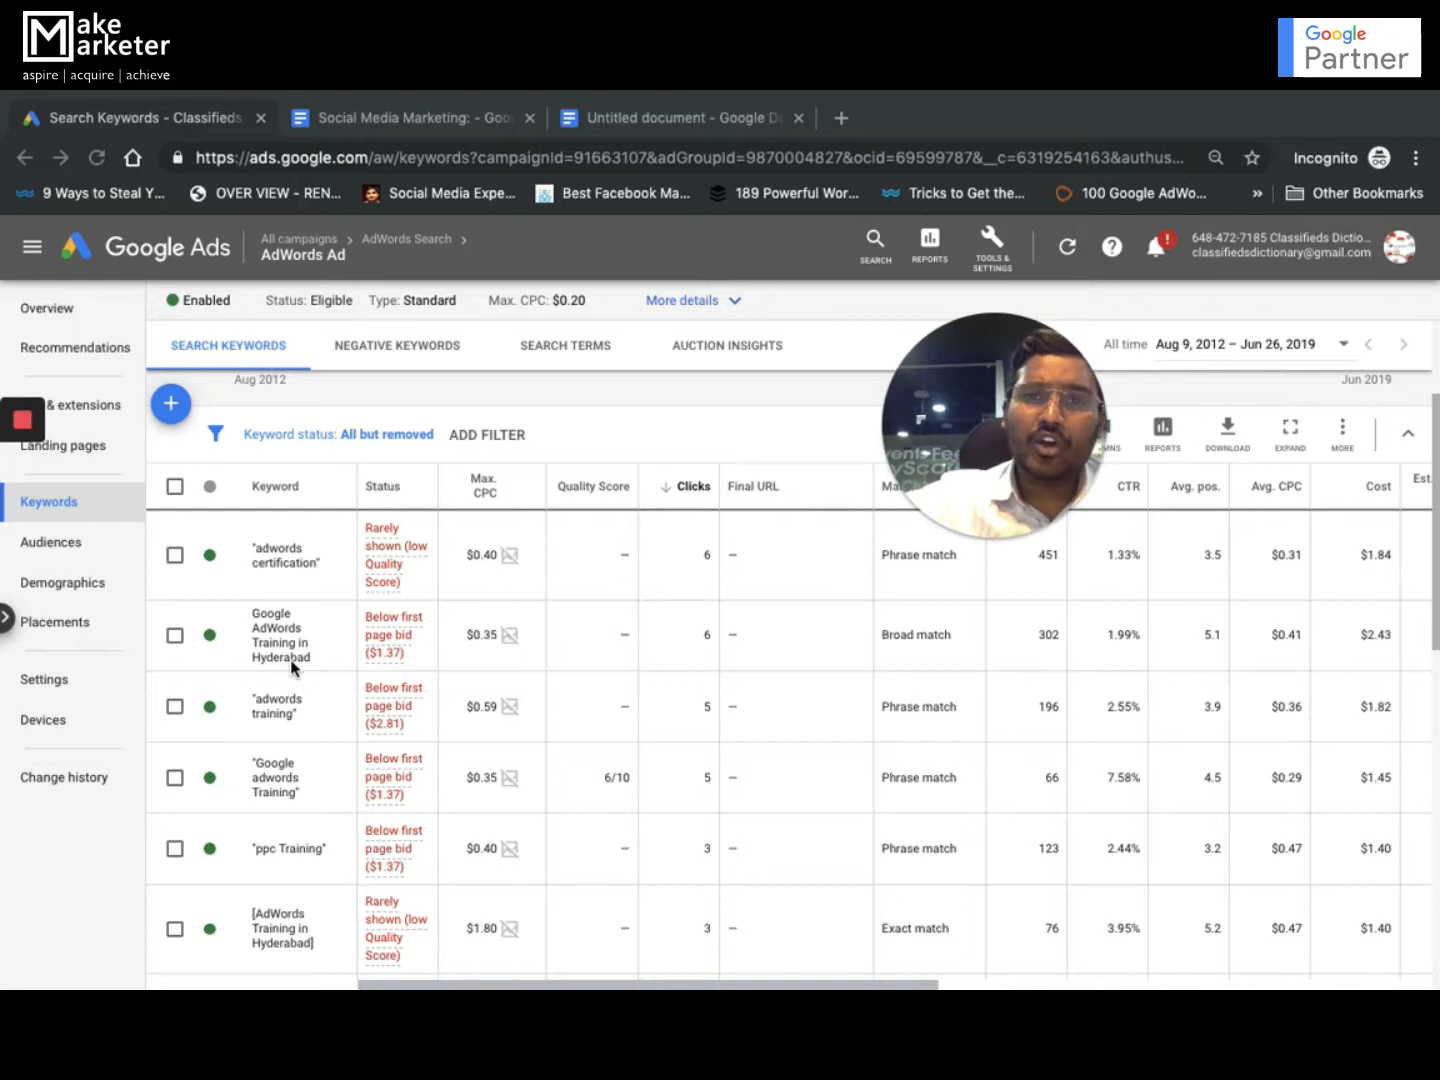 Make
Marketer
aspire | acquire | achieve
Google
Partner
Search Keywords - Classifieds
Social Media Marketing: - Goo
Untitled document - Google Do
https://ads.google.com/aw/keywords?campaignId=91663107&adGroupId=9870004827&ocid=69599787&__c=6319254163&authus...
Incognito
9 Ways to Steal Y...
OVER VIEW - REN...
Social Media Expe...
Best Facebook Ma...
189 Powerful Wor...
Tricks to Get the...
100 Google AdWo...
»
Other Bookmarks
Google Ads
All campaigns > AdWords Search >
AdWords Ad
SEARCH
REPORTS
TOOLS &
SETTINGS
648-472-7185 Classifieds Dictio...
classifiedsdictionary@gmail.com
Overview
Recommendations
& extensions
Landing pages
Keywords
Audiences
Demographics
Placements
Settings
Devices
Change history
Enabled Status: Eligible Type: Standard Max. CPC: $0.20 More details
SEARCH KEYWORDS NEGATIVE KEYWORDS SEARCH TERMS AUCTION INSIGHTS
All time Aug 9, 2012 – Jun 26, 2019
Aug 2012
Jun 2019
Keyword status: All but removed ADD FILTER
REPORTS
DOWNLOAD
EXPAND
MORE
Keyword Status Max. CPC Quality Score Clicks Final URL CTR Avg. pos. Avg. CPC Cost Est.
"adwords certification" Rarely shown (low Quality Score) $0.40 – 6 – Phrase match 451 1.33% 3.5 $0.31 $1.84
Google AdWords Training in Hyderabad Below first page bid ($1.37) $0.35 – 6 – Broad match 302 1.99% 5.1 $0.41 $2.43
"adwords training" Below first page bid ($2.81) $0.59 – 5 – Phrase match 196 2.55% 3.9 $0.36 $1.82
"Google adwords Training" Below first page bid ($1.37) $0.35 6/10 5 – Phrase match 66 7.58% 4.5 $0.29 $1.45
"ppc Training" Below first page bid ($1.37) $0.40 – 3 – Phrase match 123 2.44% 3.2 $0.47 $1.40
[AdWords Training in Hyderabad] Rarely shown (low Quality Score) $1.80 – 3 – Exact match 76 3.95% 5.2 $0.47 $1.40